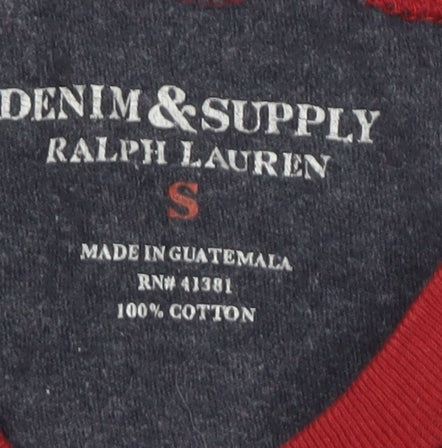 DENIM & SUPPLY
RALPH LAUREN
S
MADE IN GUATEMALA
RN# 41381
100% COTTON